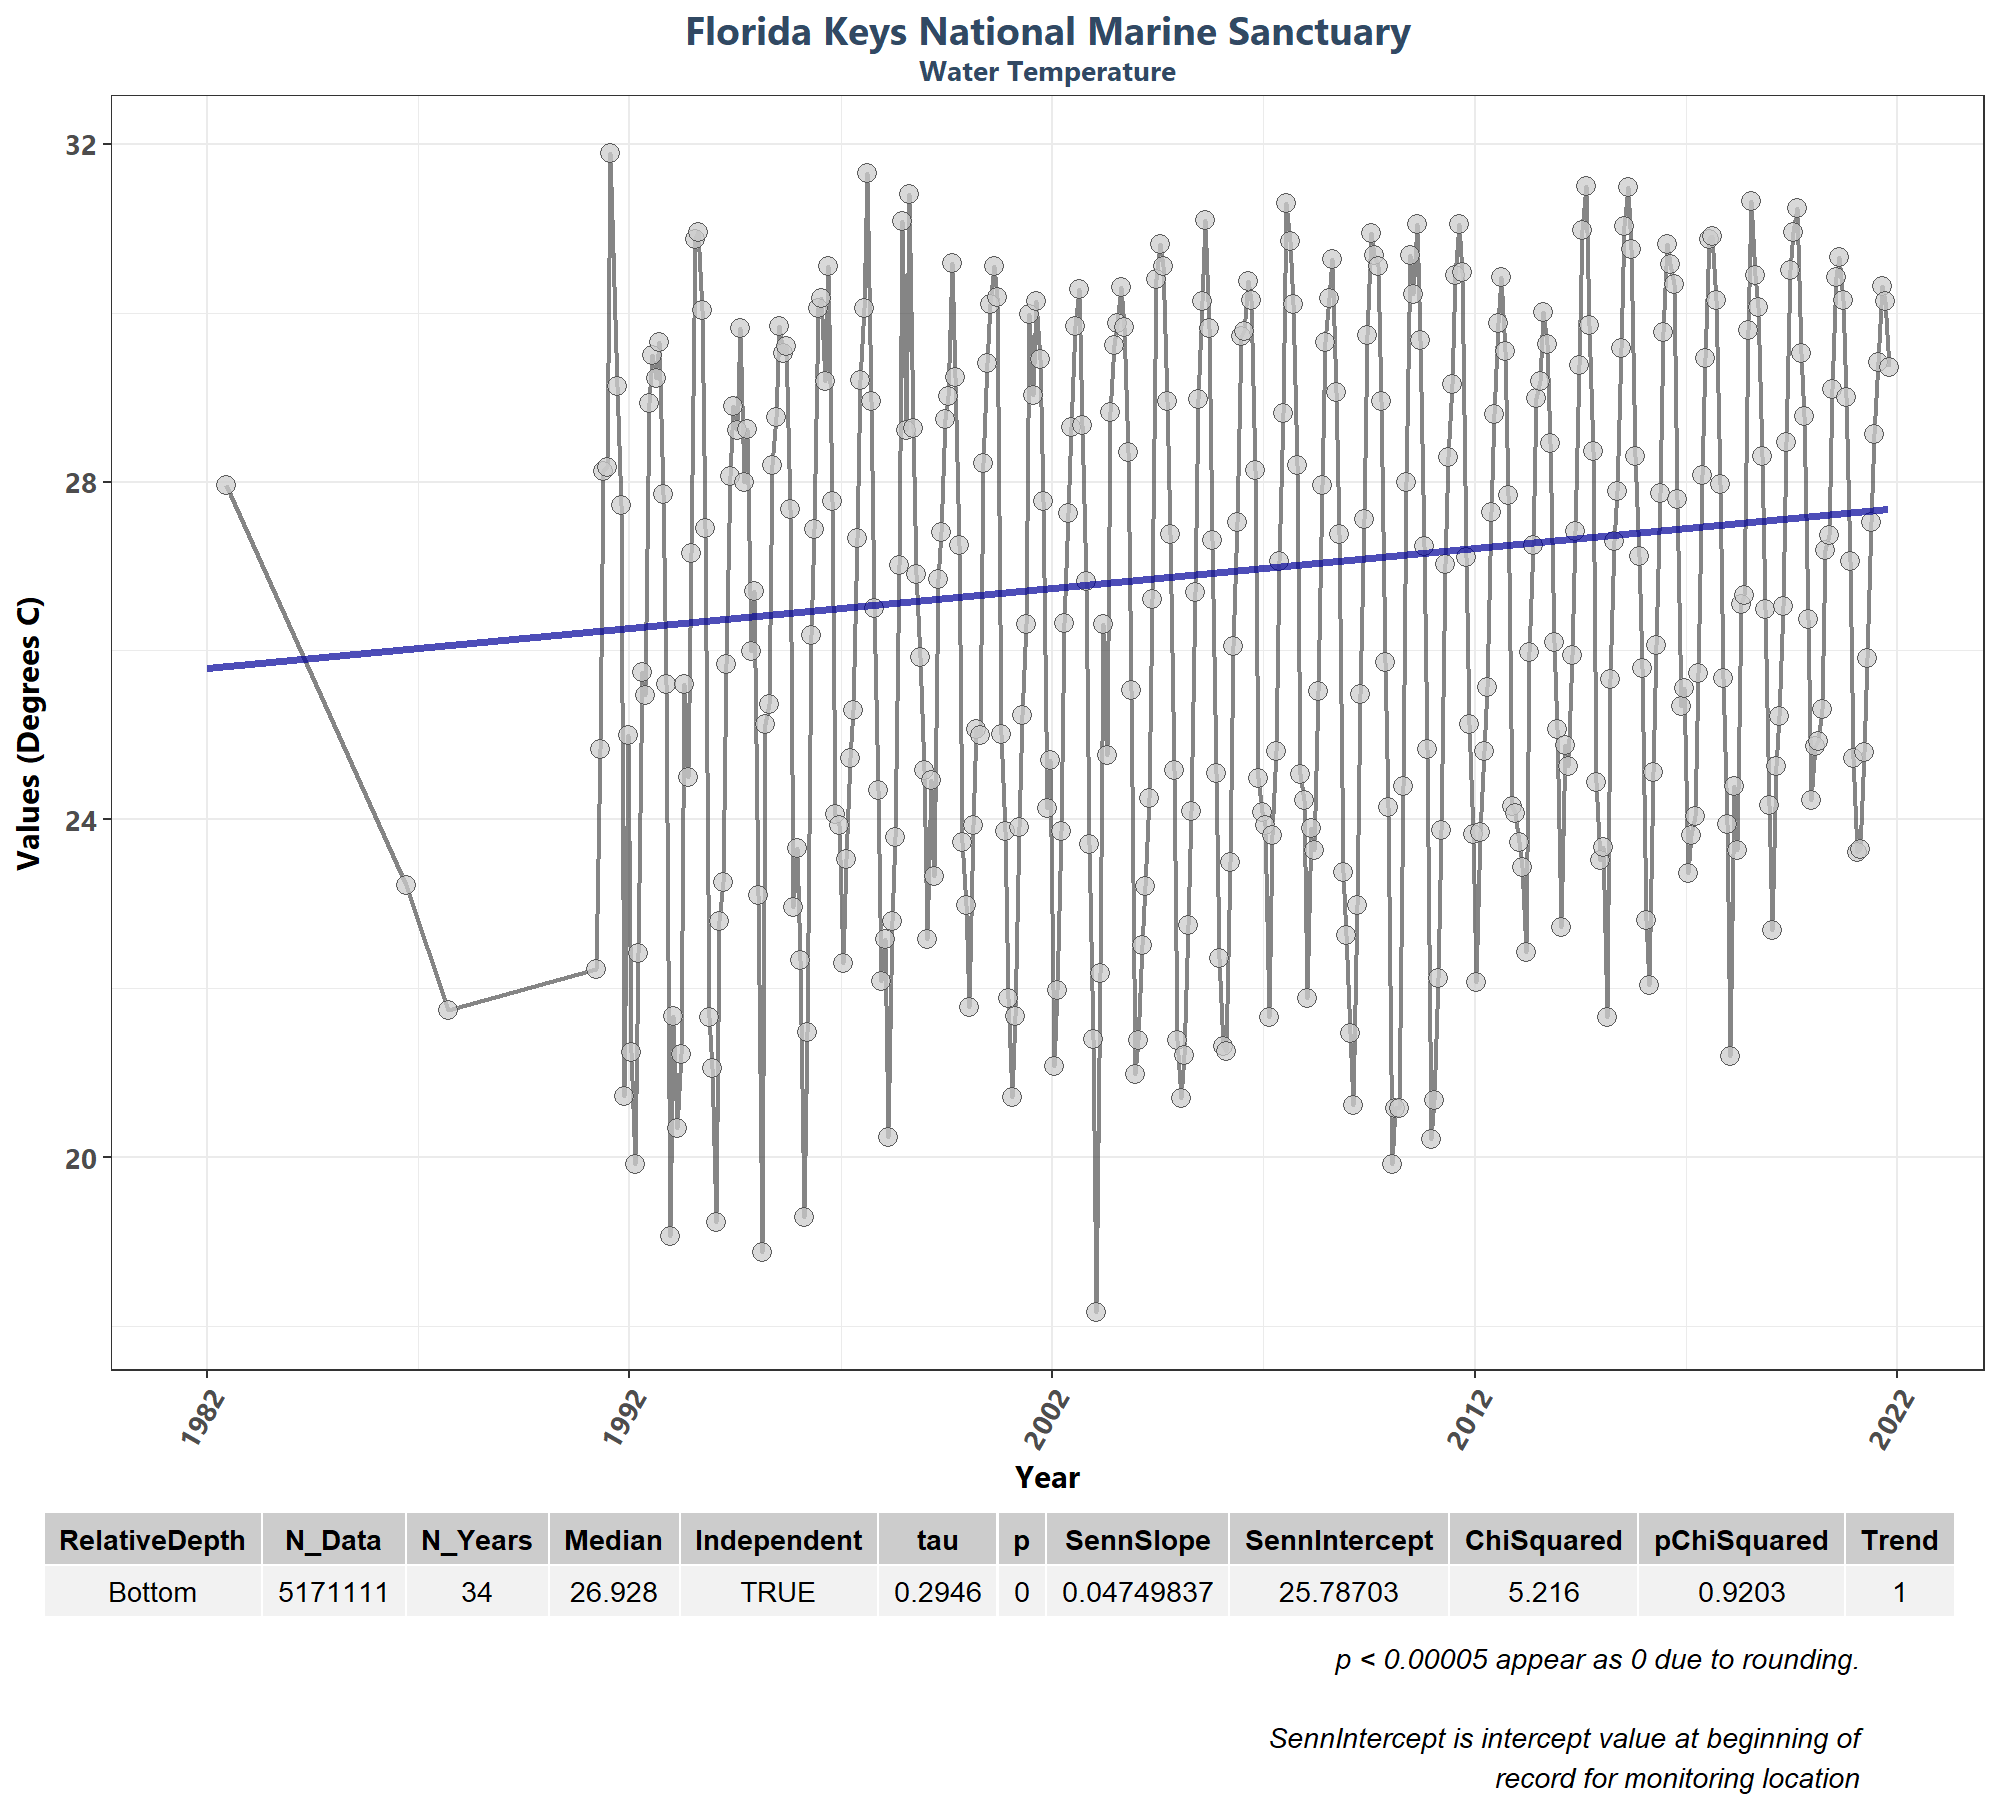 Florida Keys National Marine Sanctuary
Water Temperature
Values (Degrees C)
32
28
24
20
1982
1992
2002
2012
2022
Year
RelativeDepth N_Data N_Years Median Independent tau p SennSlope SennIntercept ChiSquared pChiSquared Trend
Bottom 5171111 34 26.928 TRUE 0.2946 0 0.04749837 25.78703 5.216 0.9203 1
p < 0.00005 appear as 0 due to rounding.
SennIntercept is intercept value at beginning of
record for monitoring location